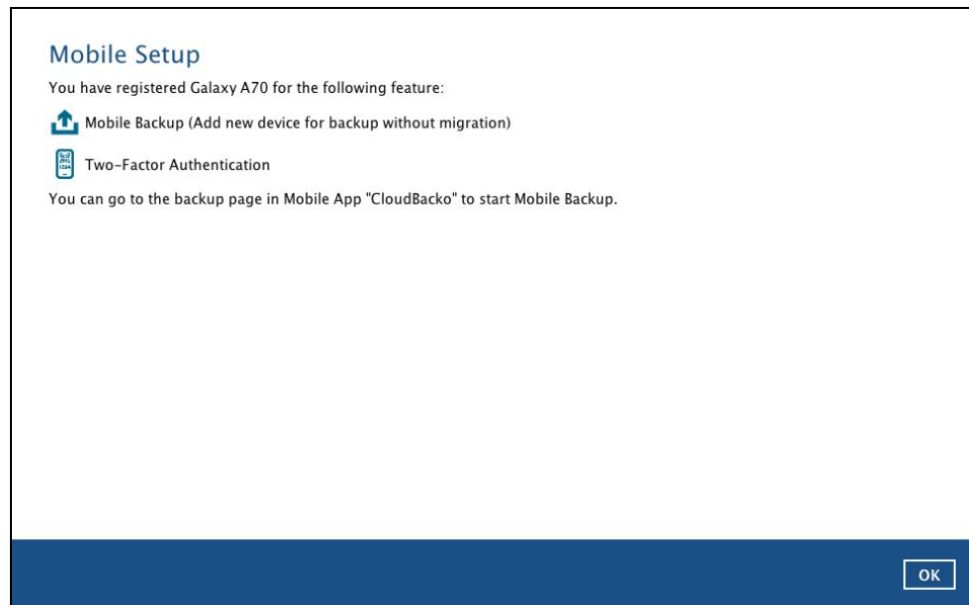 Mobile Setup
You have registered Galaxy A70 for the following feature:
Mobile Backup (Add new device for backup without migration)
Two-Factor Authentication
You can go to the backup page in Mobile App "CloudBacko" to start Mobile Backup.
OK